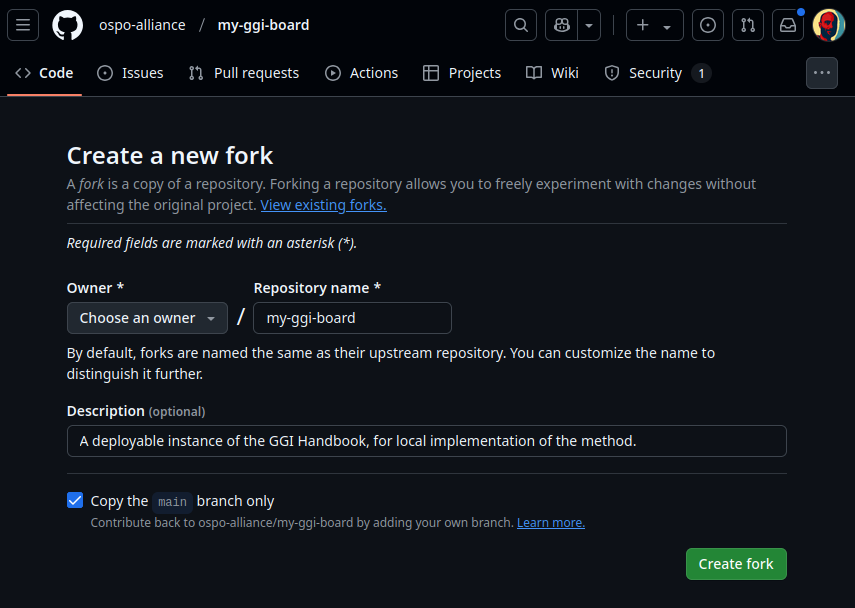 ospo-alliance / my-ggi-board
Code Issues Pull requests Actions Projects Wiki Security 1
Create a new fork
A fork is a copy of a repository. Forking a repository allows you to freely experiment with changes without
affecting the original project. View existing forks.
Required fields are marked with an asterisk (*).
Owner * Repository name *
Choose an owner / my-ggi-board
By default, forks are named the same as their upstream repository. You can customize the name to
distinguish it further.
Description (optional)
A deployable instance of the GGI Handbook, for local implementation of the method.
Copy the main branch only
Contribute back to ospo-alliance/my-ggi-board by adding your own branch. Learn more.
Create fork